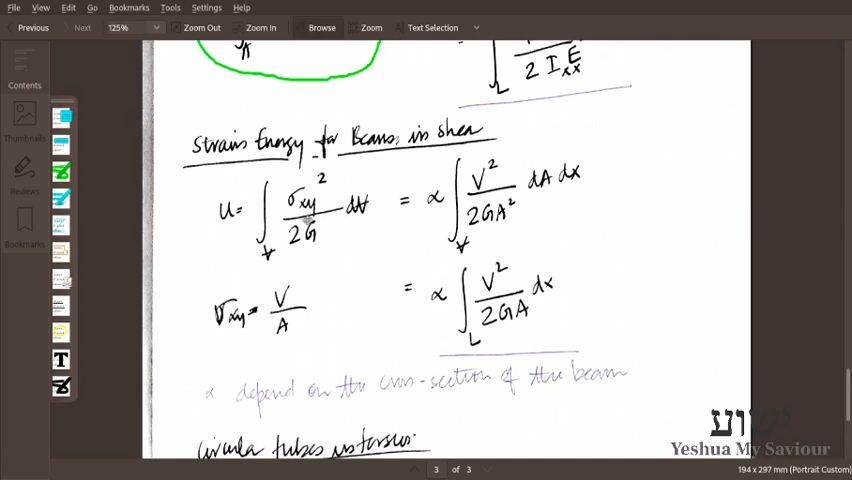 File Edit View Go Bookmarks Tools Settings Help
Previous Next 125% Zoom Out Zoom In Browse Zoom Text Selection
Contents
Thumbnails
Reviews
Bookmarks
A
2 I_xx E
L
Strain Energy for Beams in shear
U = ∫_V σ_xy² / 2G dV = α ∫_V V² / 2GA² dA dx
σ_xy = V / A = α ∫_L V² / 2GA dx
α depend on the cross-section of the beam
Circular tubes in torsion:
ישוע
Yeshua My Saviour
3 of 3
194 x 297 mm (Portrait Custom)